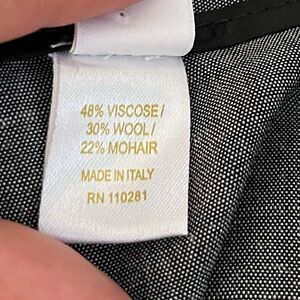 48% VISCOSE/
30% WOOL/
22% MOHAIR
MADE IN ITALY
RN 110281